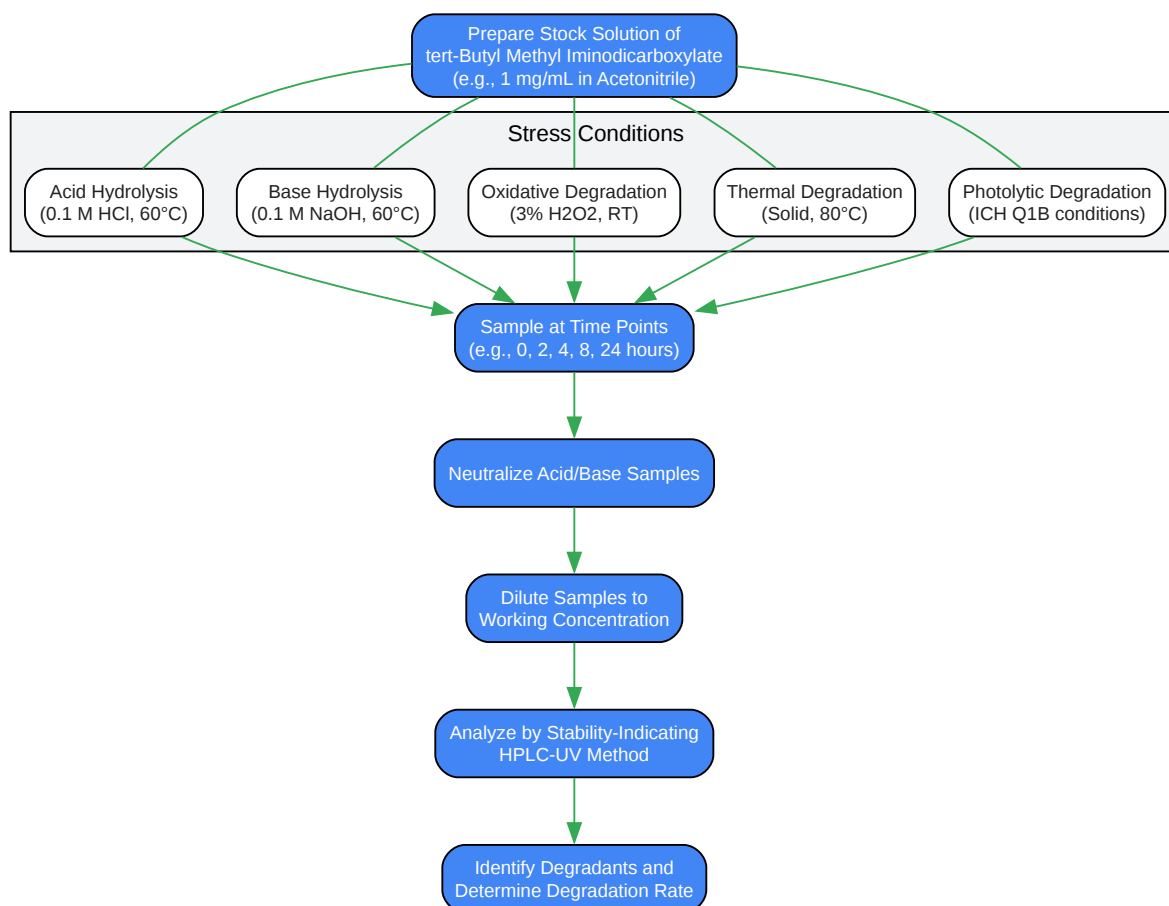 Prepare Stock Solution of
tert-Butyl Methyl Iminodicarboxylate
(e.g., 1 mg/mL in Acetonitrile)
Stress Conditions
Acid Hydrolysis
(0.1 M HCl, 60°C)
Base Hydrolysis
(0.1 M NaOH, 60°C)
Oxidative Degradation
(3% H2O2, RT)
Thermal Degradation
(Solid, 80°C)
Photolytic Degradation
(ICH Q1B conditions)
Sample at Time Points
(e.g., 0, 2, 4, 8, 24 hours)
Neutralize Acid/Base Samples
Dilute Samples to
Working Concentration
Analyze by Stability-Indicating
HPLC-UV Method
Identify Degradants and
Determine Degradation Rate